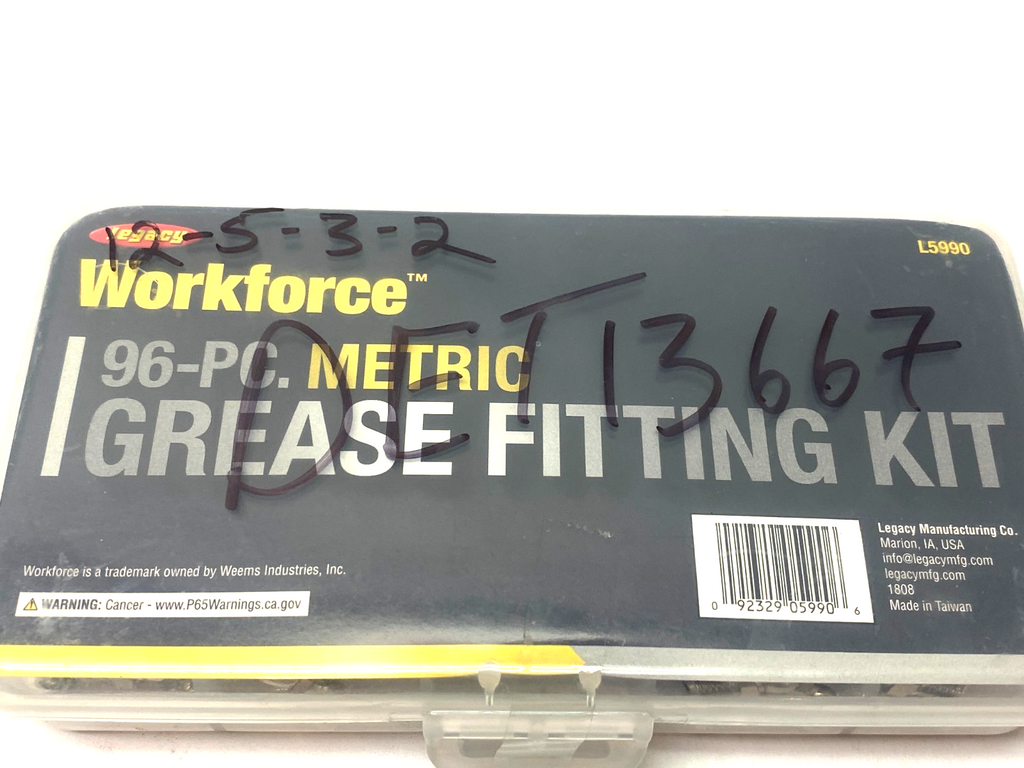 Legacy
12-5-3-2
Workforce™
L5990
DET13667
96-PC. METRIC
GREASE FITTING KIT
Workforce is a trademark owned by Weems Industries, Inc.
WARNING: Cancer - www.P65Warnings.ca.gov
0 92329 05990 6
Legacy Manufacturing Co.
Marion, IA, USA
info@legacymfg.com
legacymfg.com
1808
Made in Taiwan